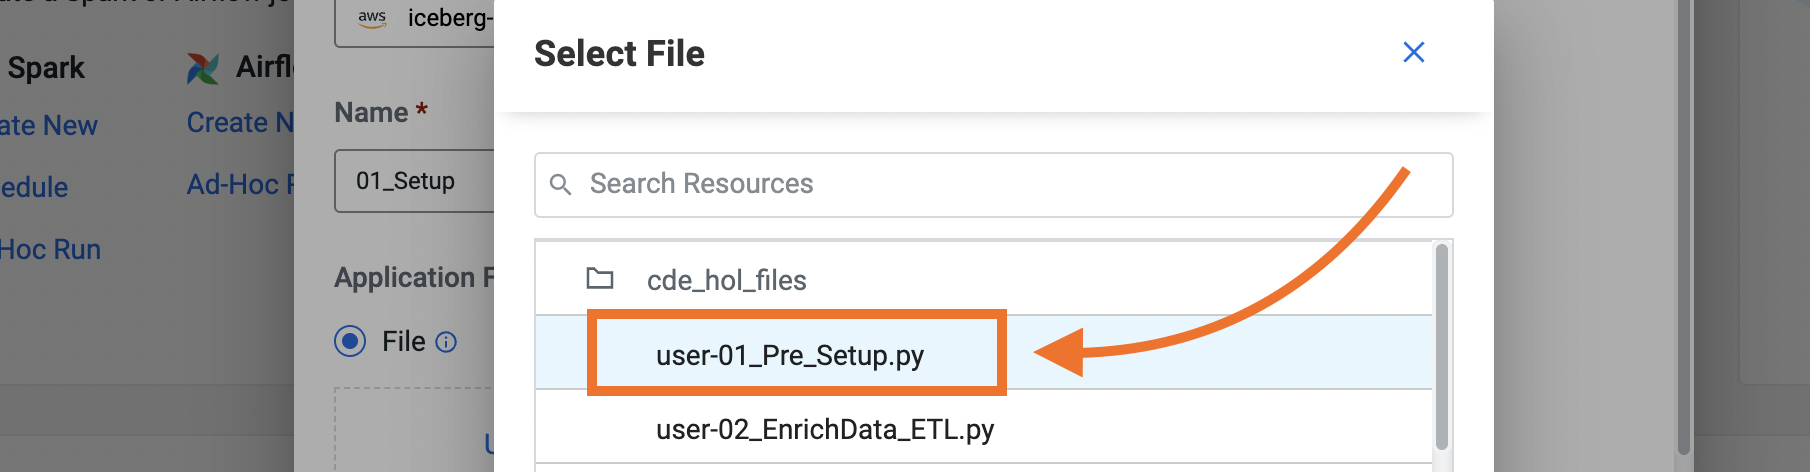 aws iceberg-
Select File
Spark
Name *
Create N
ate New
Search Resources
01_Setup
edule
Ad-Hoc
Hoc Run
cde_hol_files
Application F
File
user-01_Pre_Setup.py
user-02_EnrichData_ETL.py